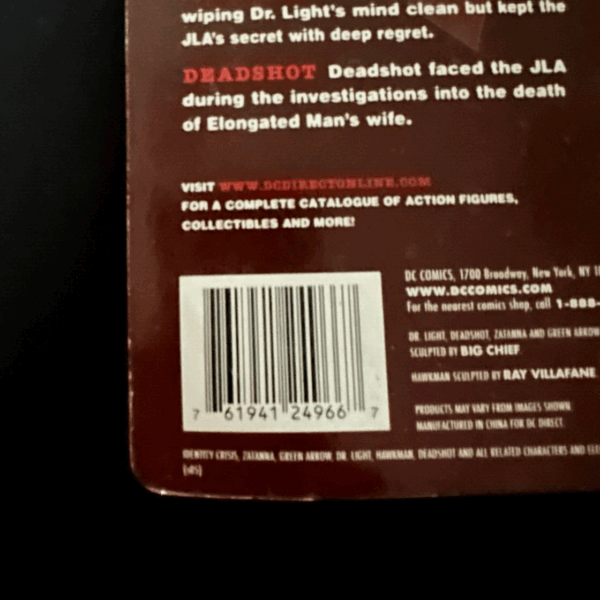 wiping Dr. Light's mind clean but kept the
JLA's secret with deep regret.
DEADSHOT Deadshot faced the JLA
during the investigations into the death
of Elongated Man's wife.
VISIT WWW.DCDIRECTONLINE.COM
FOR A COMPLETE CATALOGUE OF ACTION FIGURES,
COLLECTIBLES AND MORE!
DC COMICS, 1700 Broadway, New York, NY
WWW.DCCOMICS.COM
For the nearest comics shop, call 1-888-
DR. LIGHT, DEADSHOT, ZATANNA AND GREEN ARROW
SCULPTED BY BIG CHIEF
HAWKMAN SCULPTED BY RAY VILLAFANE
PRODUCTS MAY VARY FROM IMAGES SHOWN.
MANUFACTURED IN CHINA FOR DC DIRECT.
7 61941 24966 7
IDENTITY CRISIS, ZATANNA, GREEN ARROW, DR. LIGHT, HAWKMAN, DEADSHOT AND ALL RELATED CHARACTERS AND